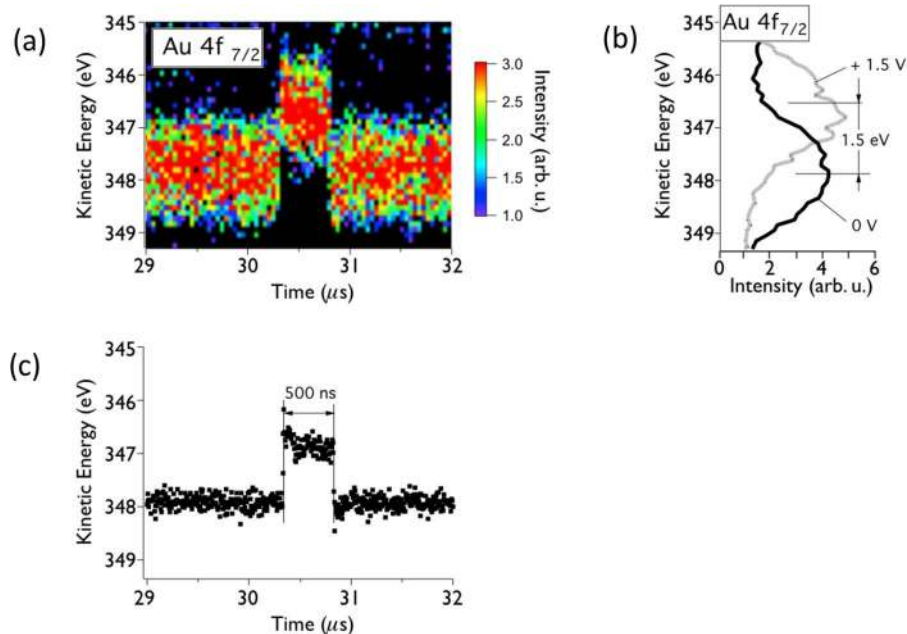 (a)
Au 4f 7/2
Kinetic Energy (eV)
345
346
347
348
349
29
30
31
32
Time (μs)
3.0
2.5
2.0
1.5
1.0
Intensity (arb. u.)
(b)
Au 4f7/2
Kinetic Energy (eV)
345
346
347
348
349
+ 1.5 V
1.5 eV
0 V
0
2
4
6
Intensity (arb. u.)
(c)
Kinetic Energy (eV)
345
346
347
348
349
500 ns
29
30
31
32
Time (μs)